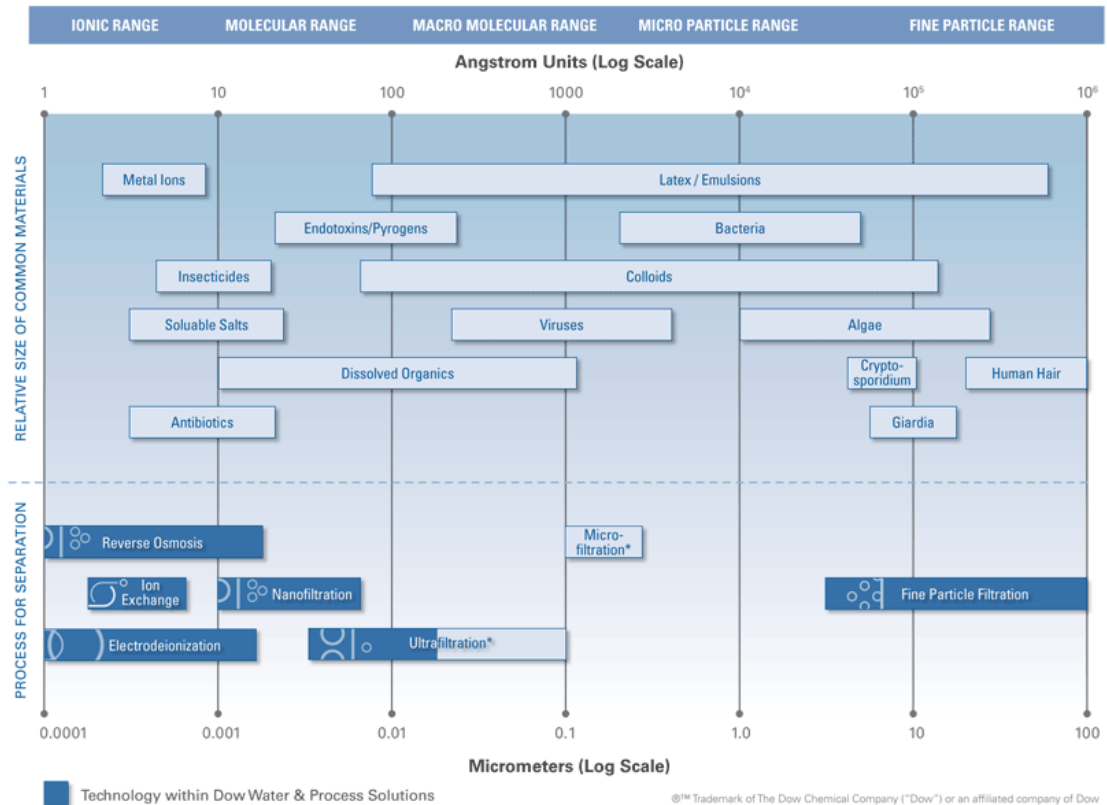 IONIC RANGE MOLECULAR RANGE MACRO MOLECULAR RANGE MICRO PARTICLE RANGE FINE PARTICLE RANGE
Angstrom Units (Log Scale)
1 10 100 1000 10⁴ 10⁵ 10⁶
RELATIVE SIZE OF COMMON MATERIALS
Metal Ions Latex / Emulsions
Endotoxins/Pyrogens Bacteria
Insecticides Colloids
Soluable Salts Viruses Algae
Dissolved Organics
Crypto-
sporidium
Human Hair
Antibiotics Giardia
PROCESS FOR SEPARATION
Reverse Osmosis
Micro-
filtration*
Ion
Exchange
Nanofiltration Fine Particle Filtration
Electrodeionization Ultrafiltration*
0.0001 0.001 0.01 0.1 1.0 10 100
Micrometers (Log Scale)
Technology within Dow Water & Process Solutions
®™ Trademark of The Dow Chemical Company ("Dow") or an affiliated company of Dow